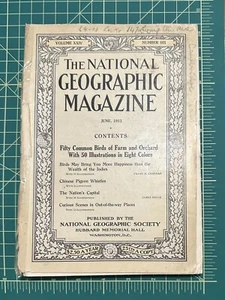 VOLUME XXIV
NUMBER SIX
THE NATIONAL
GEOGRAPHIC
MAGAZINE
JUNE, 1913
CONTENTS
Fifty Common Birds of Farm and Orchard
With 50 Illustrations in Eight Colors
Birds May Bring You More Happiness than the
Wealth of the Indies
Chinese Pigeon Whistles
The Nation's Capital
Curious Scenes in Out-of-the-way Places
PUBLISHED BY THE
NATIONAL GEOGRAPHIC SOCIETY
HUBBARD MEMORIAL HALL
WASHINGTON, D.C.